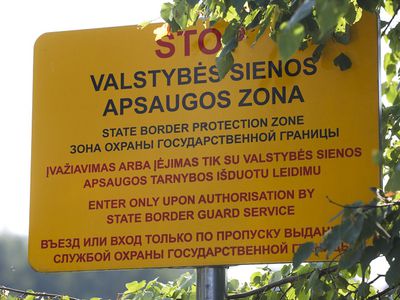 STOP
VALSTYBĖS SIENOS
APSAUGOS ZONA
STATE BORDER PROTECTION ZONE
ЗОНА ОХРАНЫ ГОСУДАРСТВЕННОЙ ГРАНИЦЫ
ĮVAŽIAVIMAS ARBA ĮĖJIMAS TIK SU VALSTYBĖS SIENOS
APSAUGOS TARNYBOS IŠDUOTU LEIDIMU
ENTER ONLY UPON AUTHORISATION BY
STATE BORDER GUARD SERVICE
ВЪЕЗД ИЛИ ВХОД ТОЛЬКО ПО ПРОПУСКУ
СЛУЖБОЙ ОХРАНЫ ГОСУДАРСТВЕННОЙ ГРАНИЦЫ